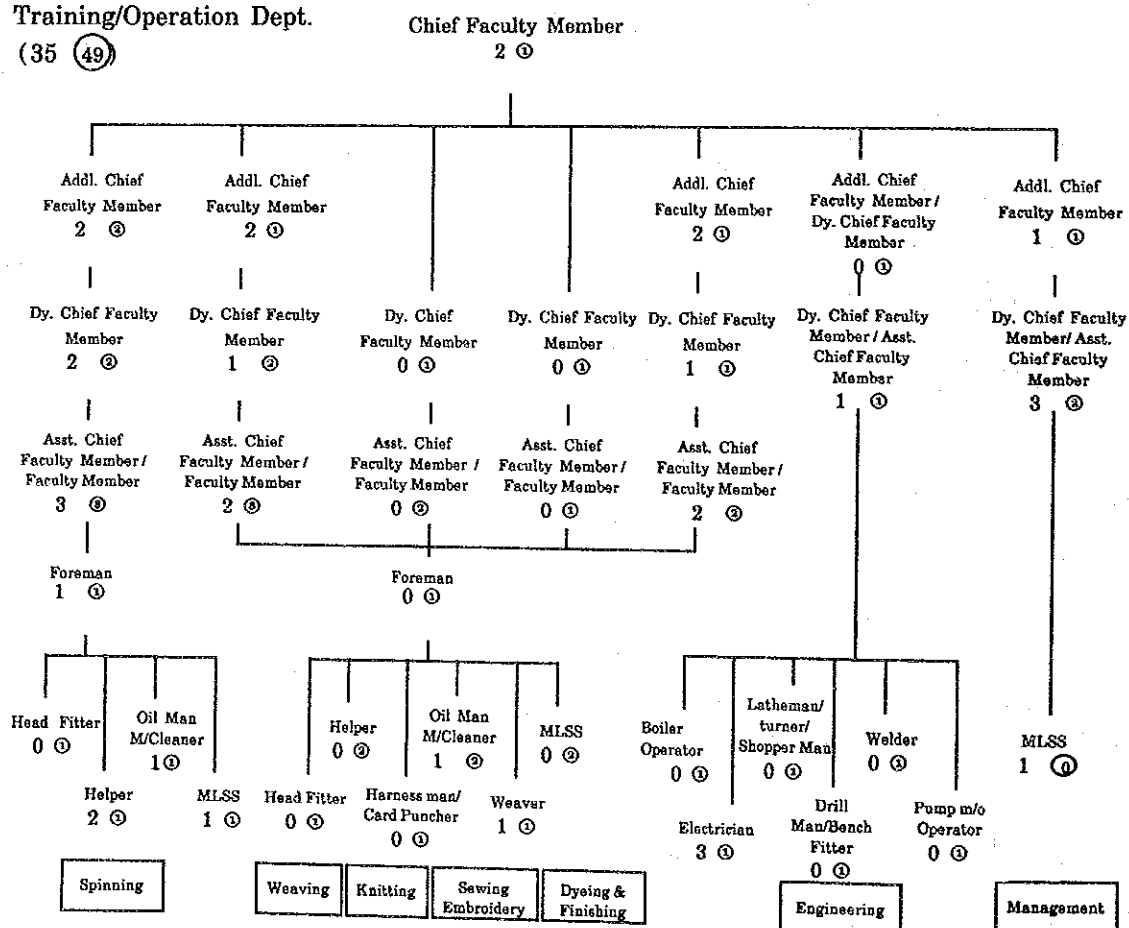 Training/Operation Dept.
(35 ㊾)
Chief Faculty Member
2 ①
Addl. Chief
Faculty Member
2 ②
Addl. Chief
Faculty Member
2 ①
Addl. Chief
Faculty Member
2 ①
Addl. Chief
Faculty Member /
Dy. Chief Faculty
Member
0 ①
Addl. Chief
Faculty Member
1 ①
Dy. Chief Faculty
Member
2 ②
Dy. Chief Faculty
Member
1 ②
Dy. Chief
Faculty Member
0 ①
Dy. Chief Faculty
Member
0 ①
Dy. Chief Faculty
Member
1 ①
Dy. Chief Faculty
Member / Asst.
Chief Faculty
Member
1 ①
Dy. Chief Faculty
Member/ Asst.
Chief Faculty
Member
3 ②
Asst. Chief
Faculty Member /
Faculty Member
3 ③
Asst. Chief
Faculty Member /
Faculty Member
2 ③
Asst. Chief
Faculty Member /
Faculty Member
0 ②
Asst. Chief
Faculty Member /
Faculty Member
0 ①
Asst. Chief
Faculty Member /
Faculty Member
2 ②
Foreman
1 ①
Foreman
0 ①
Head Fitter
0 ①
Oil Man
M/Cleaner
1 ①
Helper
2 ①
MLSS
1 ①
Helper
0 ②
Oil Man
M/Cleaner
1 ②
MLSS
0 ②
Head Fitter
0 ①
Harness man/
Card Puncher
0 ①
Weaver
1 ①
Boiler
Operator
0 ①
Latheman/
turner/
Shopper Man
0 ①
Welder
0 ①
Electrician
3 ①
Drill
Man/Bench
Fitter
0 ①
Pump m/o
Operator
0 ①
MLSS
1 ⓪
Spinning
Weaving
Knitting
Sewing
Embroidery
Dyeing &
Finishing
Engineering
Management